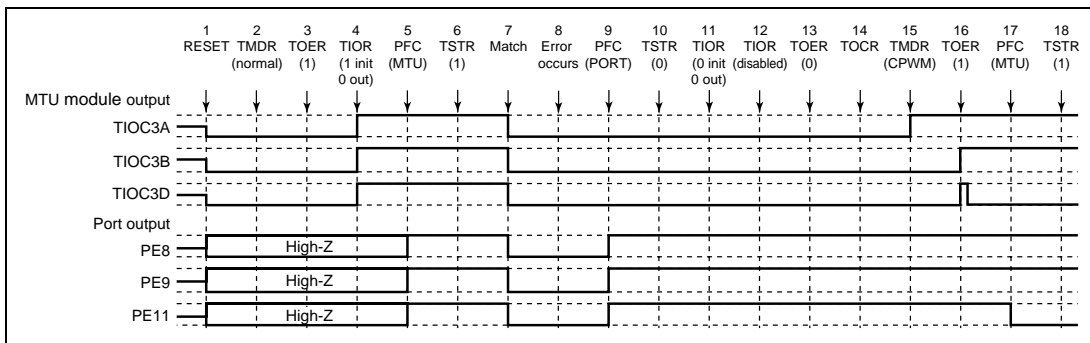 1 2 3 4 5 6 7 8 9 10 11 12 13 14 15 16 17 18
RESET TMDR TOER TIOR PFC TSTR Match Error PFC TSTR TIOR TIOR TOER TOCR TMDR TOER PFC TSTR
(normal) (1) (1 init (MTU) (1) occurs (PORT) (0) (0 init (disabled) (0) (CPWM) (1) (MTU) (1)
0 out) 0 out)
MTU module output
TIOC3A
TIOC3B
TIOC3D
Port output
PE8 High-Z
PE9 High-Z
PE11 High-Z